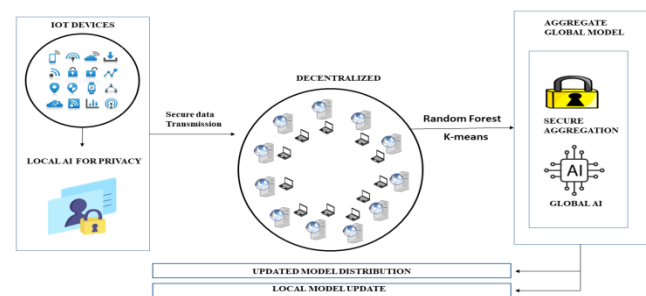 IOT DEVICES
LOCAL AI FOR PRIVACY
Secure data
Transmission
DECENTRALIZED
Random Forest
K-means
AGGREGATE
GLOBAL MODEL
SECURE
AGGREGATION
AI
GLOBAL AI
UPDATED MODEL DISTRIBUTION
LOCAL MODEL UPDATE